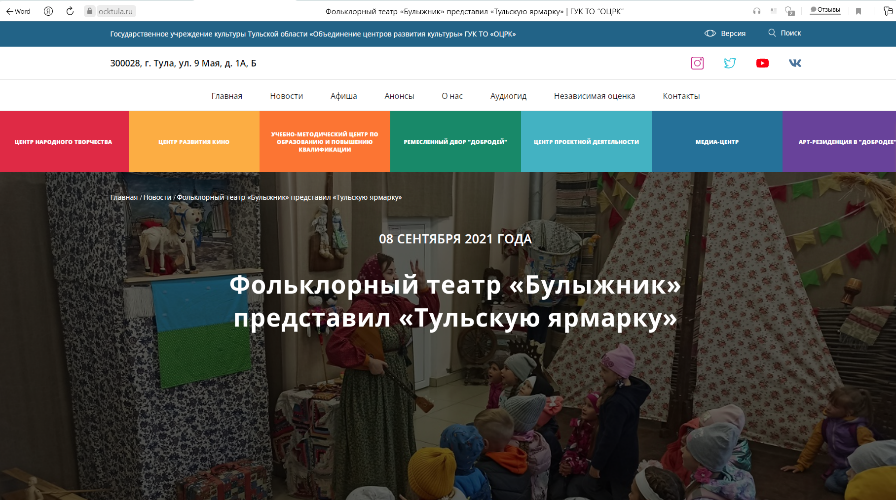 Word
ocktula.ru
Фольклорный театр «Булыжник» представил «Тульскую ярмарку» | ГУК ТО "ОЦРК"
Отзывы
Государственное учреждение культуры Тульской области «Объединение центров развития культуры» ГУК ТО «ОЦРК»
Версия
Поиск
300028, г. Тула, ул. 9 Мая, д. 1А, Б
Главная
Новости
Афиша
Анонсы
О нас
Аудиогид
Независимая оценка
Контакты
ЦЕНТР НАРОДНОГО ТВОРЧЕСТВА
ЦЕНТР РАЗВИТИЯ КИНО
УЧЕБНО-МЕТОДИЧЕСКИЙ ЦЕНТР ПО
ОБРАЗОВАНИЮ И ПОВЫШЕНИЮ
КВАЛИФИКАЦИИ
РЕМЕСЛЕННЫЙ ДВОР "ДОБРОДЕЙ"
ЦЕНТР ПРОЕКТНОЙ ДЕЯТЕЛЬНОСТИ
МЕДИА-ЦЕНТР
АРТ-РЕЗИДЕНЦИЯ В "ДОБРОДЕЕ"
Главная / Новости / Фольклорный театр «Булыжник» представил «Тульскую ярмарку»
08 СЕНТЯБРЯ 2021 ГОДА
Фольклорный театр «Булыжник»
представил «Тульскую ярмарку»